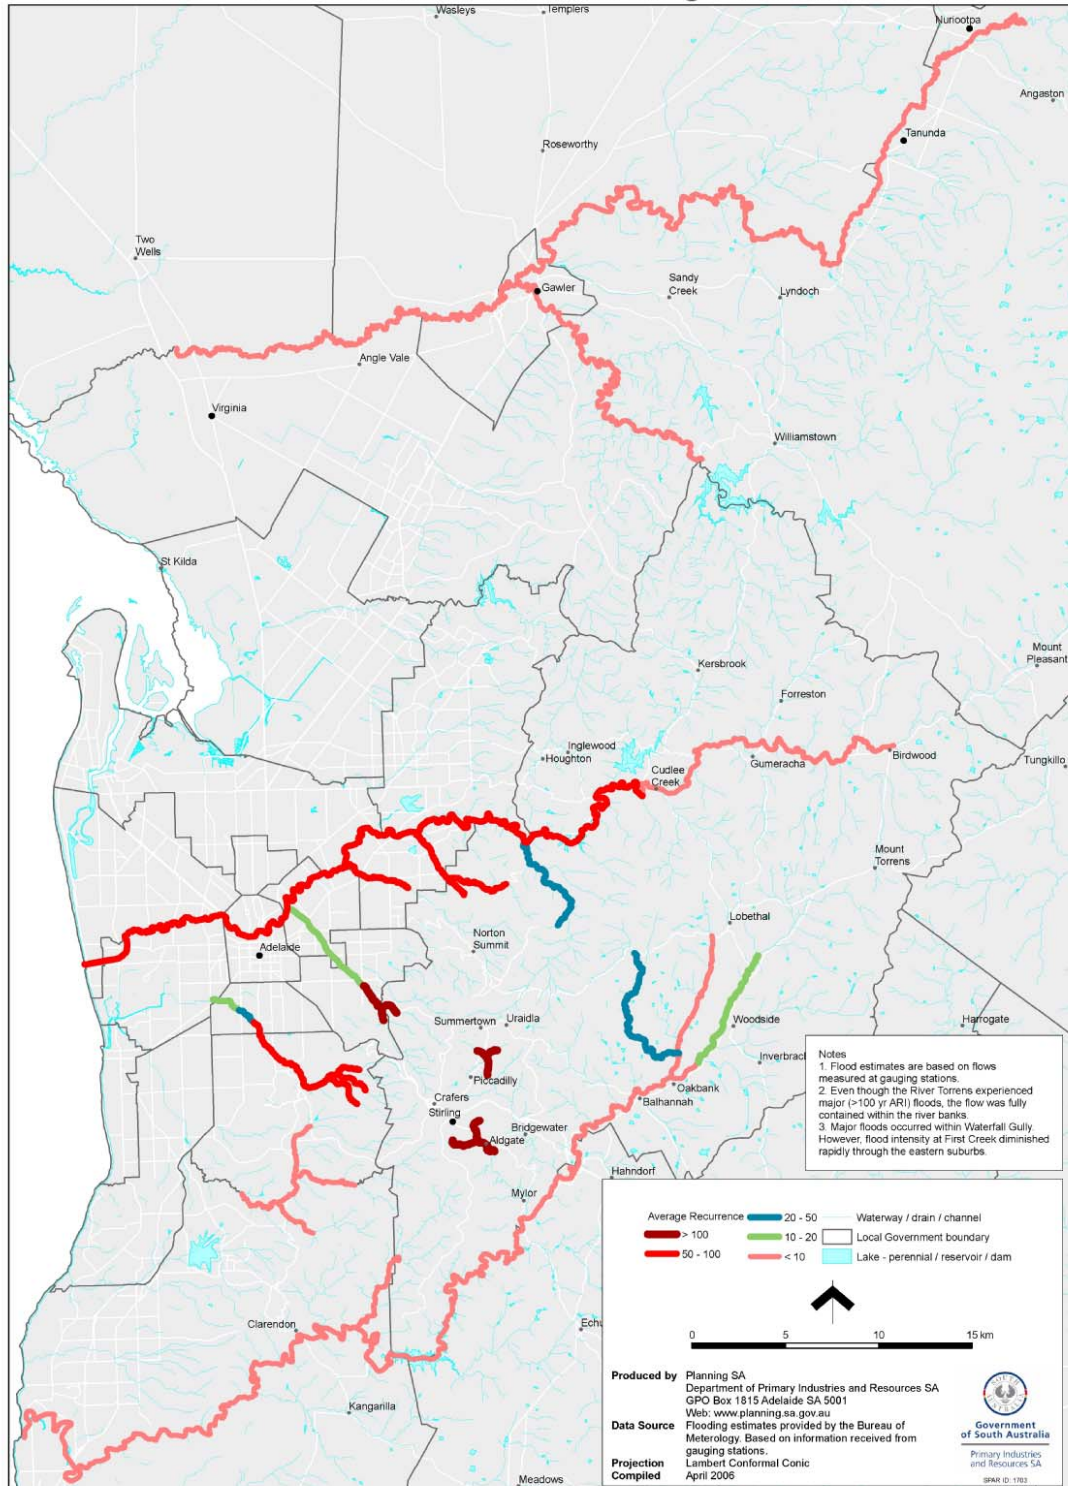 Wasleys
Templers
Nuriootpa
Angaston
Tanunda
Roseworthy
Two
Wells
Gawler
Sandy
Creek
Lyndoch
Angle Vale
Virginia
Williamstown
St Kilda
Kersbrook
Mount
Pleasant
Forreston
Inglewood
Houghton
Cudlee
Creek
Gumeracha
Birdwood
Tungkillo
Mount
Torrens
Lobethal
Norton
Summit
Adelaide
Summertown
Uraidla
Woodside
Harrogate
Inverbrac
Piccadilly
Oakbank
Balhannah
Crafers
Stirling
Bridgewater
Aldgate
Hahndorf
Mylor
Clarendon
Echu
Kangarilla
Meadows
Notes
1. Flood estimates are based on flows
measured at gauging stations.
2. Even though the River Torrens experienced
major (>100 yr ARI) floods, the flow was fully
contained within the river banks.
3. Major floods occurred within Waterfall Gully.
However, flood intensity at First Creek diminished
rapidly through the eastern suburbs.
Average Recurrence
> 100
50 - 100
20 - 50
10 - 20
< 10
Waterway / drain / channel
Local Government boundary
Lake - perennial / reservoir / dam
0 5 10 15 km
Produced by Planning SA
Department of Primary Industries and Resources SA
GPO Box 1815 Adelaide SA 5001
Web: www.planning.sa.gov.au
Data Source Flooding estimates provided by the Bureau of
Meterology. Based on information received from
gauging stations.
Projection Lambert Conformal Conic
Compiled April 2006
SOUTH AUSTRALIA
Government
of South Australia
Primary Industries
and Resources SA
SPAR ID: 1703